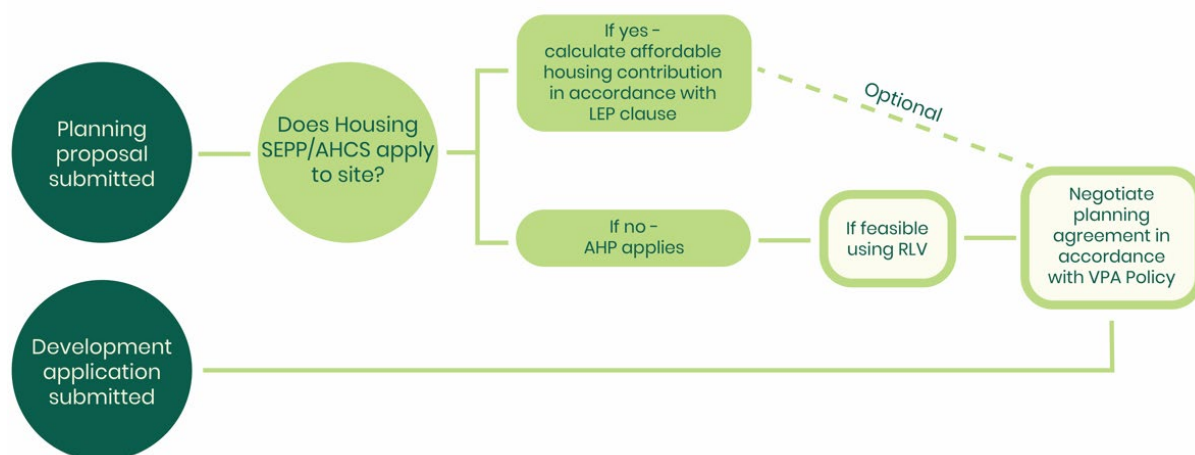 Planning
proposal
submitted
Does Housing
SEPP/AHCS apply
to site?
If yes -
calculate affordable
housing contribution
in accordance with
LEP clause
Optional
If no -
AHP applies
If feasible
using RLV
Negotiate
planning
agreement in
accordance
with VPA Policy
Development
application
submitted